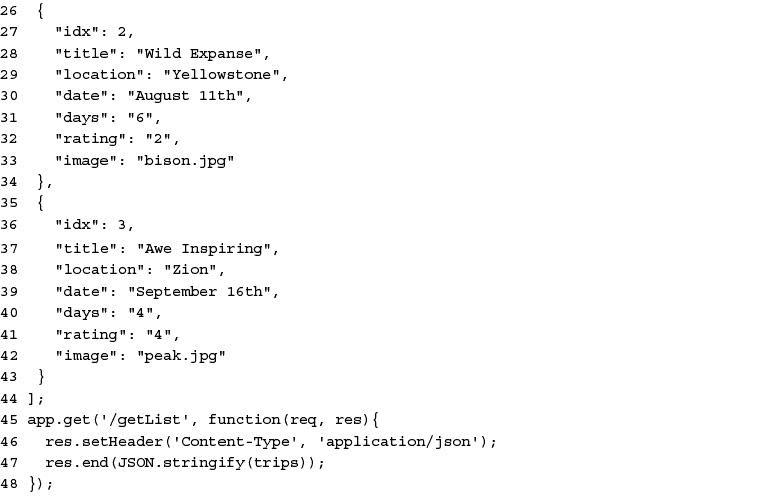 26  {
27    "idx": 2,
28    "title": "Wild Expanse",
29    "location": "Yellowstone",
30    "date": "August 11th",
31    "days": "6",
32    "rating": "2",
33    "image": "bison.jpg"
34  },
35  {
36    "idx": 3,
37    "title": "Awe Inspiring",
38    "location": "Zion",
39    "date": "September 16th",
40    "days": "4",
41    "rating": "4",
42    "image": "peak.jpg"
43  }
44 ];
45 app.get('/getList', function(req, res){
46   res.setHeader('Content-Type', 'application/json');
47   res.end(JSON.stringify(trips));
48 });